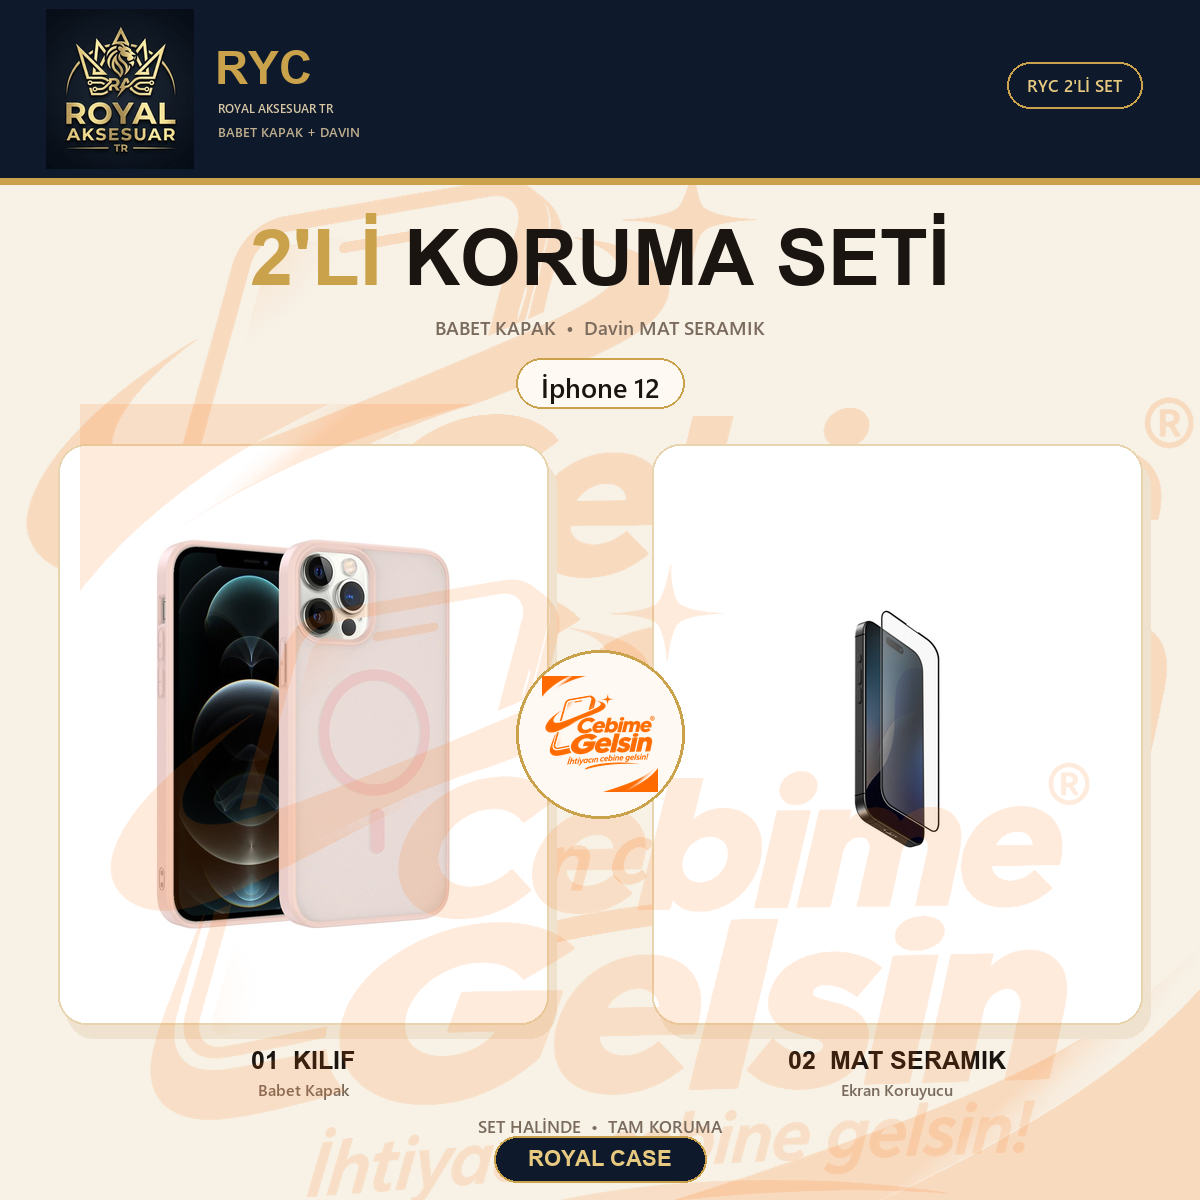 ROYAL
AKSESUAR
TR
RYC
ROYAL AKSESUAR TR
BABET KAPAK + DAVIN
RYC 2'Lİ SET
2'Lİ KORUMA SETİ
BABET KAPAK • Davin MAT SERAMIK
İphone 12
Cebime
Gelsin
İhtiyacın cebine gelsin!
Cebime
Gelsin
01 KILIF
Babet Kapak
02 MAT SERAMIK
Ekran Koruyucu
SET HALİNDE • TAM KORUMA
ROYAL CASE